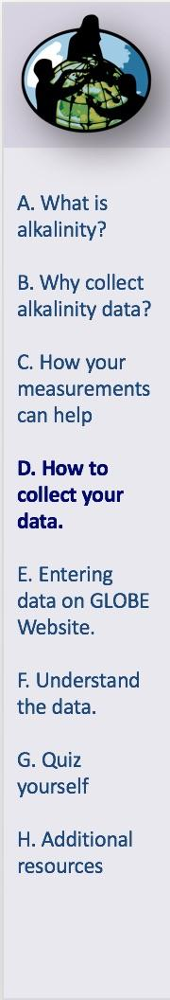 A. What is
alkalinity?
B. Why collect
alkalinity data?
C. How your
measurements
can help
D. How to
collect your
data.
E. Entering
data on GLOBE
Website.
F. Understand
the data.
G. Quiz
yourself
H. Additional
resources